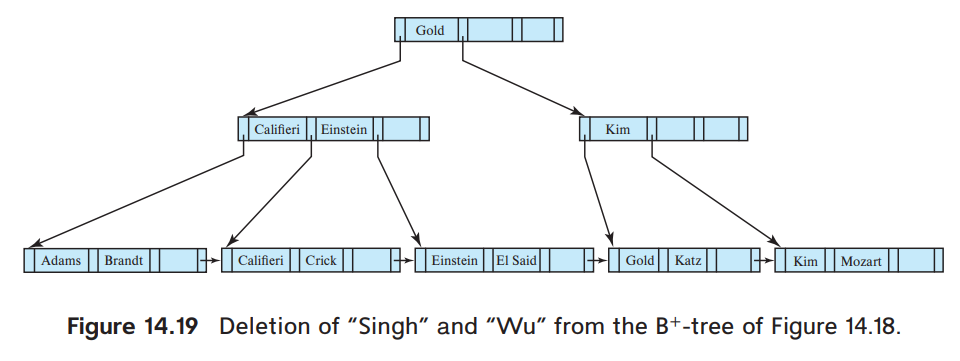 Gold
Califieri Einstein
Kim
Adams Brandt
Califieri Crick
Einstein El Said
Gold Katz
Kim Mozart
Figure 14.19 Deletion of “Singh” and “Wu” from the B+-tree of Figure 14.18.